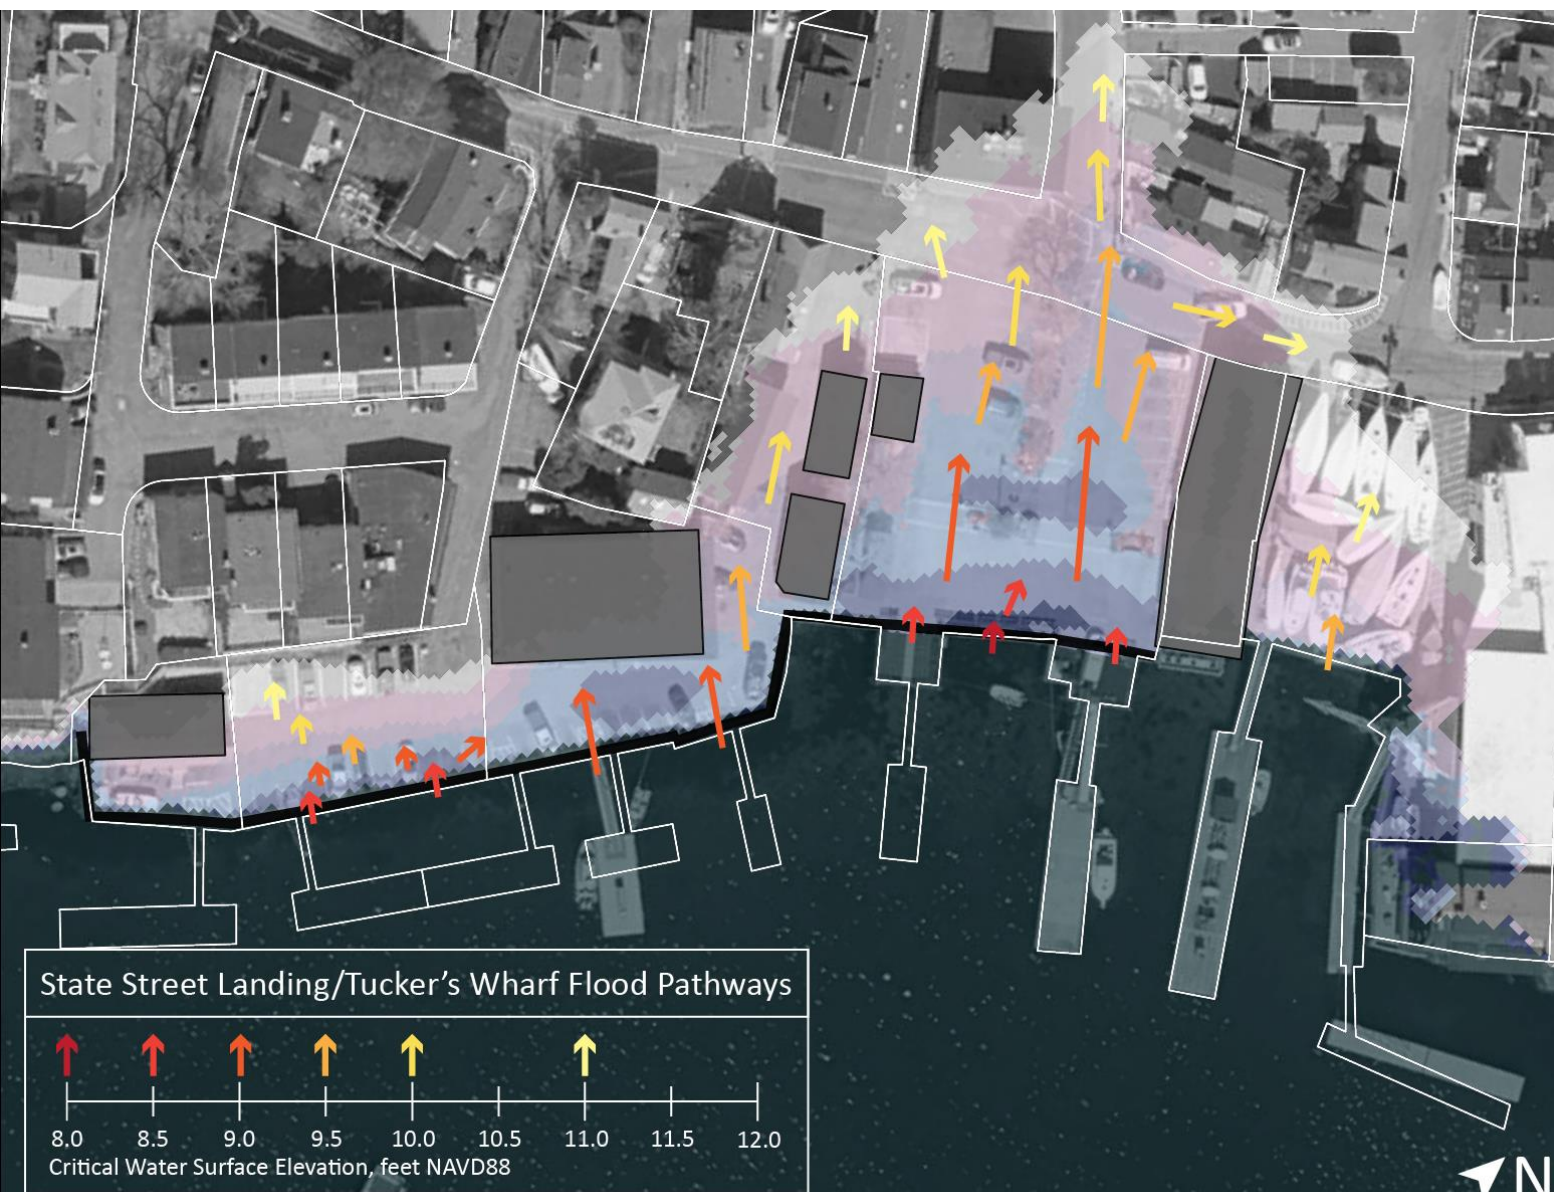 State Street Landing/Tucker's Wharf Flood Pathways
8.0 8.5 9.0 9.5 10.0 10.5 11.0 11.5 12.0
Critical Water Surface Elevation, feet NAVD88
N